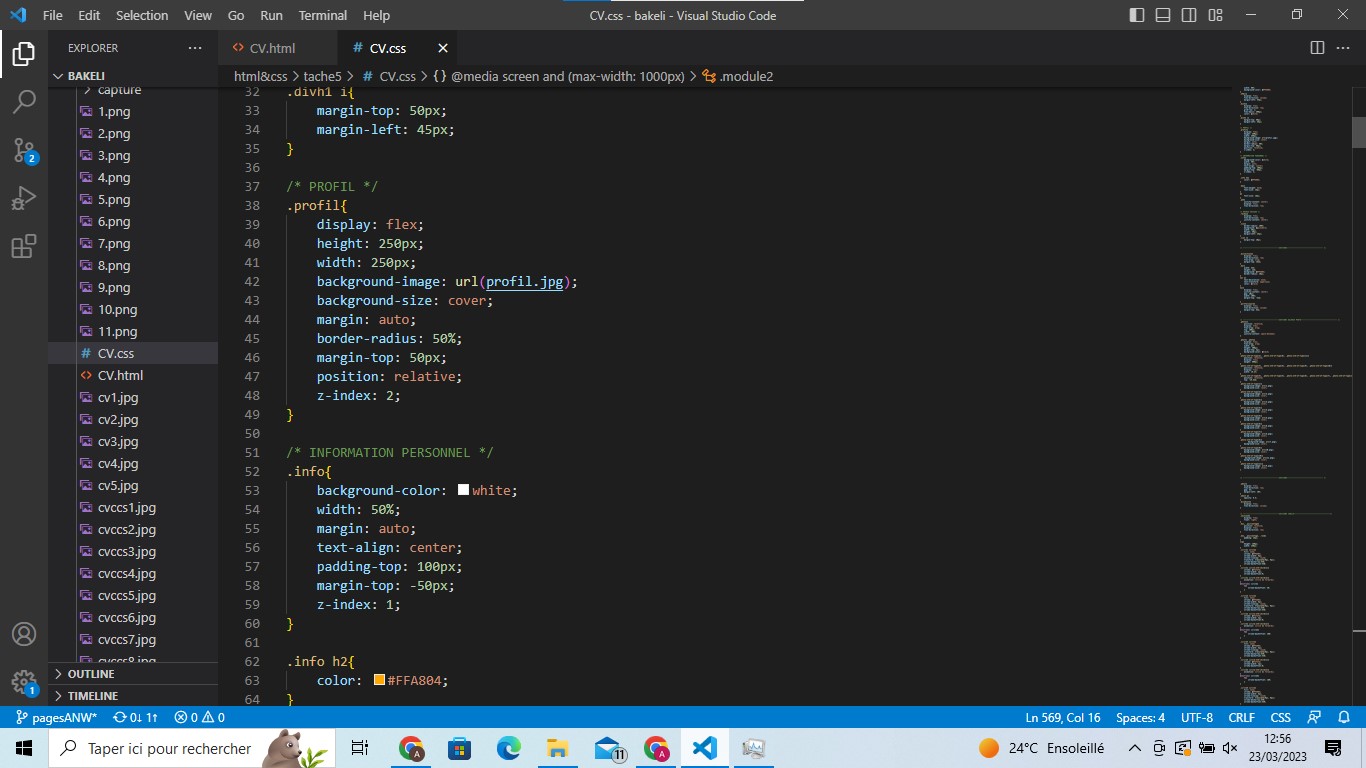 File Edit Selection View Go Run Terminal Help CV.css - bakeli - Visual Studio Code
EXPLORER
BAKELI
capture
1.png
2.png
3.png
4.png
5.png
6.png
7.png
8.png
9.png
10.png
11.png
# CV.css
<> CV.html
cv1.jpg
cv2.jpg
cv3.jpg
cv4.jpg
cv5.jpg
cvccs1.jpg
cvccs2.jpg
cvccs3.jpg
cvccs4.jpg
cvccs5.jpg
cvccs6.jpg
cvccs7.jpg
cvccs8.jpg
OUTLINE
TIMELINE
<> CV.html # CV.css
html&css > tache5 > # CV.css > {} @media screen and (max-width: 1000px) > .module2
32 .divh1 i{
33 margin-top: 50px;
34 margin-left: 45px;
35 }
36
37 /* PROFIL */
38 .profil{
39 display: flex;
40 height: 250px;
41 width: 250px;
42 background-image: url(profil.jpg);
43 background-size: cover;
44 margin: auto;
45 border-radius: 50%;
46 margin-top: 50px;
47 position: relative;
48 z-index: 2;
49 }
50
51 /* INFORMATION PERSONNEL */
52 .info{
53 background-color: white;
54 width: 50%;
55 margin: auto;
56 text-align: center;
57 padding-top: 100px;
58 margin-top: -50px;
59 z-index: 1;
60 }
61
62 .info h2{
63 color: #FFA804;
64 }
2
1
pagesANW* 0↓ 1↑ 0 0 Ln 569, Col 16 Spaces: 4 UTF-8 CRLF CSS
Taper ici pour rechercher A 11 A 24°C Ensoleillé 12:56
23/03/2023